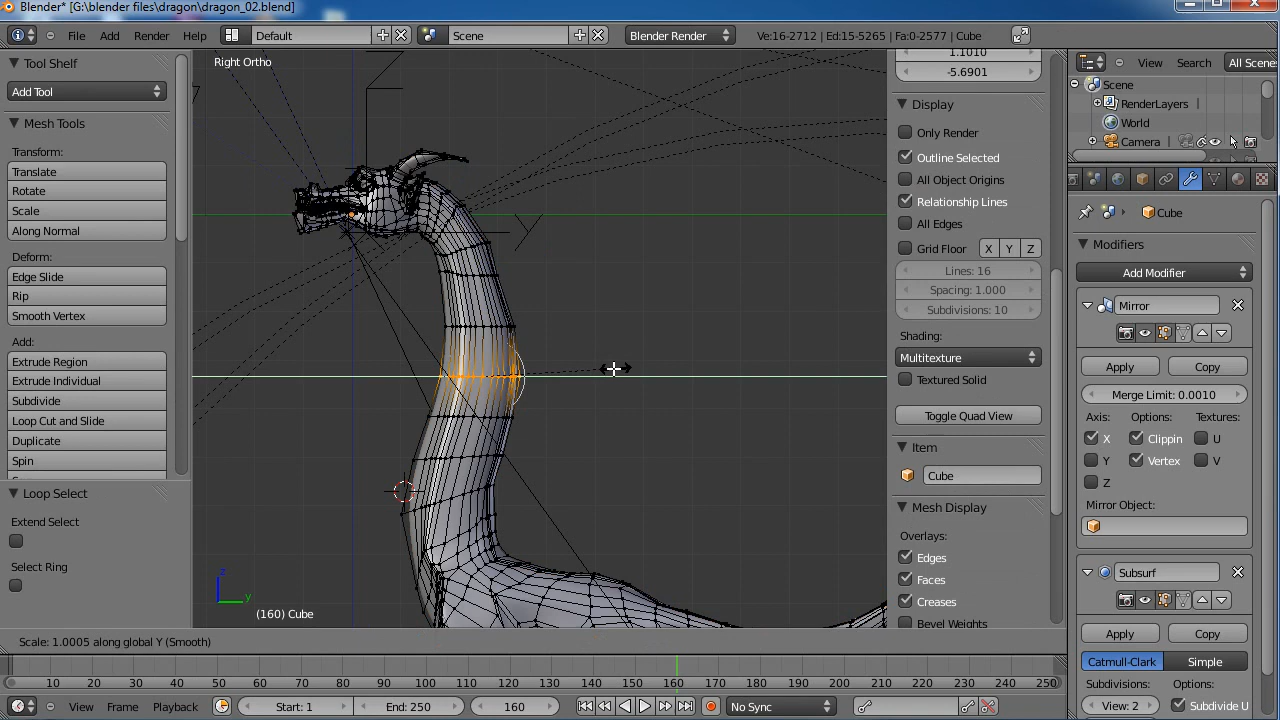 Blender* [G:\blender files\dragon\dragon_02.blend]
File Add Render Help Default Scene Blender Render Ve:16-2712 | Ed:15-5265 | Fa:0-2577 | Cube
Tool Shelf
Add Tool
Mesh Tools
Transform:
Translate
Rotate
Scale
Along Normal
Deform:
Edge Slide
Rip
Smooth Vertex
Add:
Extrude Region
Extrude Individual
Subdivide
Loop Cut and Slide
Duplicate
Spin
Loop Select
Extend Select
Select Ring
Right Ortho
z
y
(160) Cube
1.1010
-5.6901
Display
Only Render
Outline Selected
All Object Origins
Relationship Lines
All Edges
Grid Floor X Y Z
Lines: 16
Spacing: 1.000
Subdivisions: 10
Shading:
Multitexture
Textured Solid
Toggle Quad View
Item
Cube
Mesh Display
Overlays:
Edges
Faces
Creases
Bevel Weights
View Search All Scene
Scene
RenderLayers
World
Camera
Cube
Modifiers
Add Modifier
Mirror
Apply Copy
Merge Limit: 0.0010
Axis: Options: Textures:
X Clippin U
Y Vertex V
Z
Mirror Object:
Subsurf
Apply Copy
Catmull-Clark Simple
Subdivisions: Options:
View: 2 Subdivide U
Scale: 1.0005 along global Y (Smooth)
10 20 30 40 50 60 70 80 90 100 110 120 130 140 150 160 170 180 190 200 210 220 230 240 250
View Frame Playback Start: 1 End: 250 160 No Sync